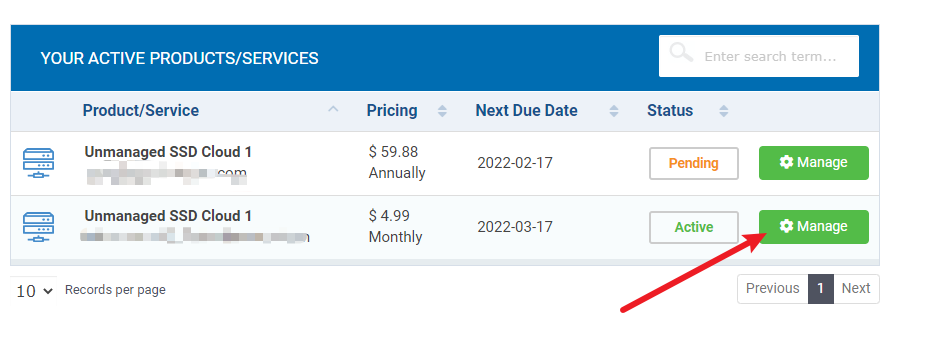 YOUR ACTIVE PRODUCTS/SERVICES
Enter search term...
Product/Service Pricing Next Due Date Status
Unmanaged SSD Cloud 1 $ 59.88 2022-02-17 Pending Manage
.com Annually
Unmanaged SSD Cloud 1 $ 4.99 2022-03-17 Active Manage
Monthly
10 Records per page Previous 1 Next